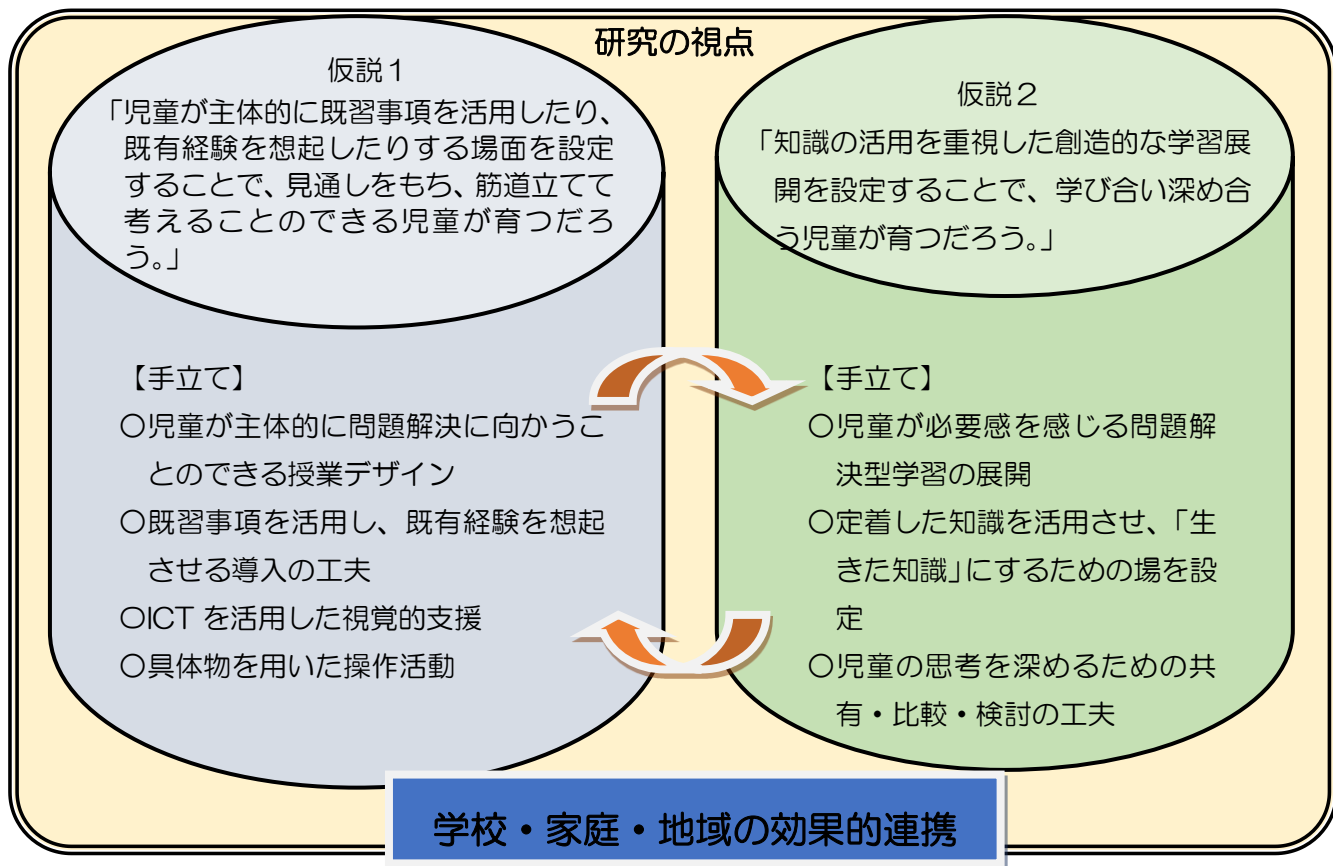 研究の視点
仮説１
「児童が主体的に既習事項を活用したり、
既有経験を想起したりする場面を設定
することで、見通しをもち、筋道立てて
考えることのできる児童が育つだろ
う。」
【手立て】
○児童が主体的に問題解決に向かうこ
とのできる授業デザイン
○既習事項を活用し、既有経験を想起
させる導入の工夫
○ICT を活用した視覚的支援
○具体物を用いた操作活動
仮説２
「知識の活用を重視した創造的な学習展
開を設定することで、学び合い深め合
う児童が育つだろう。」
【手立て】
○児童が必要感を感じる問題解
決型学習の展開
○定着した知識を活用させ、「生
きた知識」にするための場を設
定
○児童の思考を深めるための共
有・比較・検討の工夫
学校・家庭・地域の効果的連携